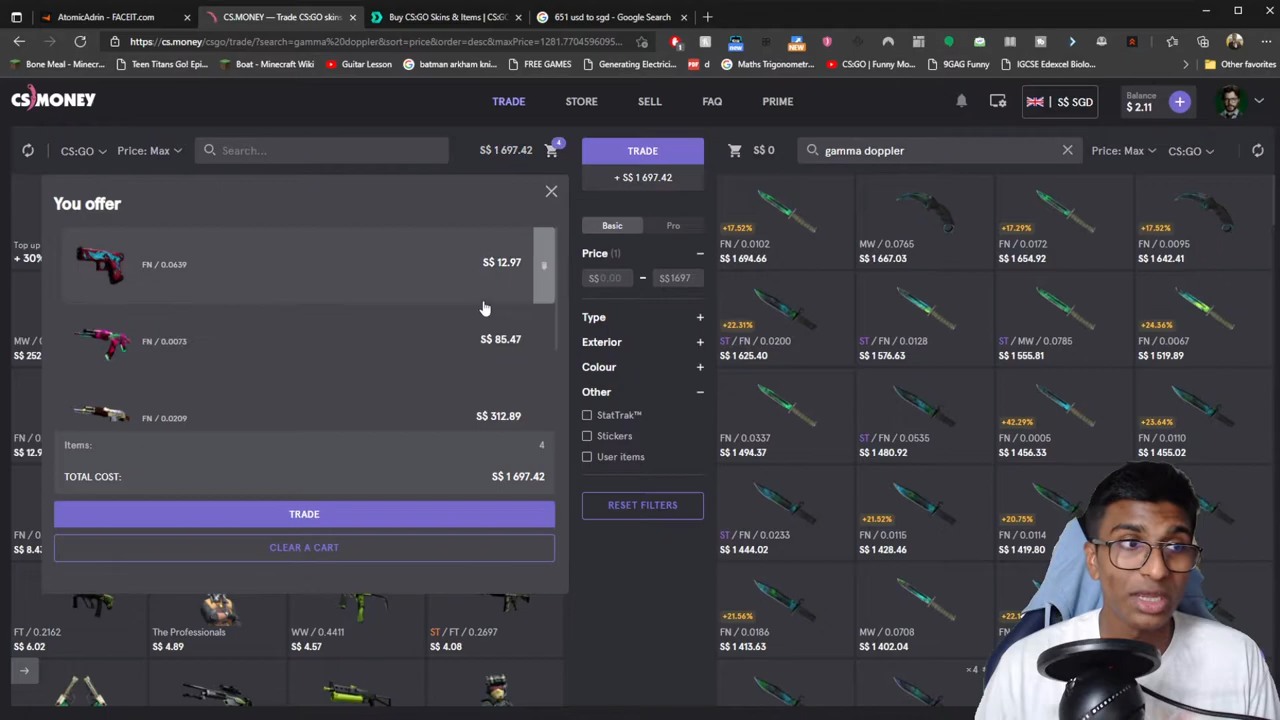 AtomicAdrin - FACEIT.com
CS.MONEY — Trade CS:GO skins
Buy CS:GO Skins & Items | CS:GO
651 usd to sgd - Google Search
https://cs.money/csgo/trade/?search=gamma%20doppler&sort=price&order=desc&maxPrice=1281.7704596095...
Bone Meal - Minecr...
Teen Titans Go! Epi...
Boat - Minecraft Wiki
Guitar Lesson
batman arkham kni...
FREE GAMES
Generating Electrici...
d
Maths Trigonometr...
CS:GO | Funny Mo...
9GAG Funny
IGCSE Edexcel Biolo...
Other favorites
CS.MONEY
TRADE
STORE
SELL
FAQ
PRIME
S$ SGD
Balance
$ 2.11
CS:GO
Price: Max
Search...
S$ 1 697.42
4
TRADE
+ S$ 1 697.42
S$ 0
gamma doppler
Price: Max
CS:GO
You offer
FN / 0.0639
S$ 12.97
FN / 0.0073
S$ 85.47
FN / 0.0209
S$ 312.89
Items:
4
TOTAL COST:
S$ 1 697.42
TRADE
CLEAR A CART
Top up
+ 30%
MW /
S$ 252
FN /
S$ 12.9
FN /
S$ 8.43
FT / 0.2162
S$ 6.02
The Professionals
S$ 4.89
WW / 0.4411
S$ 4.57
ST / FT / 0.2697
S$ 4.08
Basic
Pro
Price (1)
S$ 0.00
S$ 1697
Type
Exterior
Colour
Other
StatTrak™
Stickers
User items
RESET FILTERS
+17.52%
FN / 0.0102
S$ 1 694.66
MW / 0.0765
S$ 1 667.03
+17.29%
FN / 0.0172
S$ 1 654.92
+17.52%
FN / 0.0095
S$ 1 642.41
+22.31%
ST / FN / 0.0200
S$ 1 625.40
ST / FN / 0.0128
S$ 1 576.63
ST / MW / 0.0785
S$ 1 555.81
+24.36%
FN / 0.0067
S$ 1 519.89
FN / 0.0337
S$ 1 494.37
ST / FN / 0.0535
S$ 1 480.92
+42.29%
FN / 0.0005
S$ 1 456.33
+23.64%
FN / 0.0110
S$ 1 455.02
ST / FN / 0.0233
S$ 1 444.02
+21.52%
FN / 0.0115
S$ 1 428.46
+20.75%
FN / 0.0114
S$ 1 419.80
+21.56%
FN / 0.0186
S$ 1 413.63
MW / 0.0708
S$ 1 402.04
×4